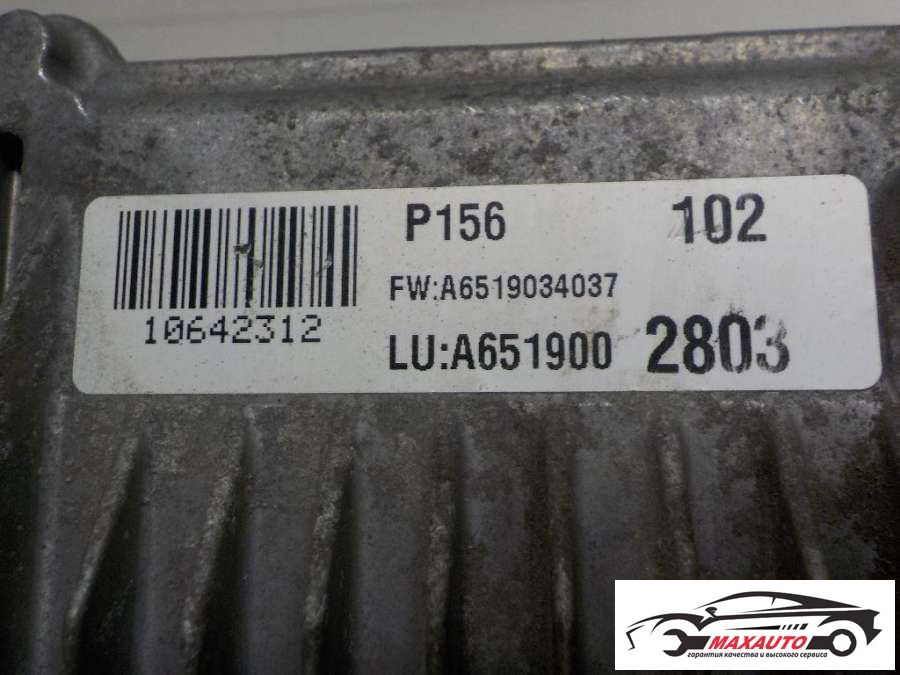 P156 102
10642312
FW:A6519034037
LU:A651900 2803
MAXAUTO
гарантия качества и высокого сервиса